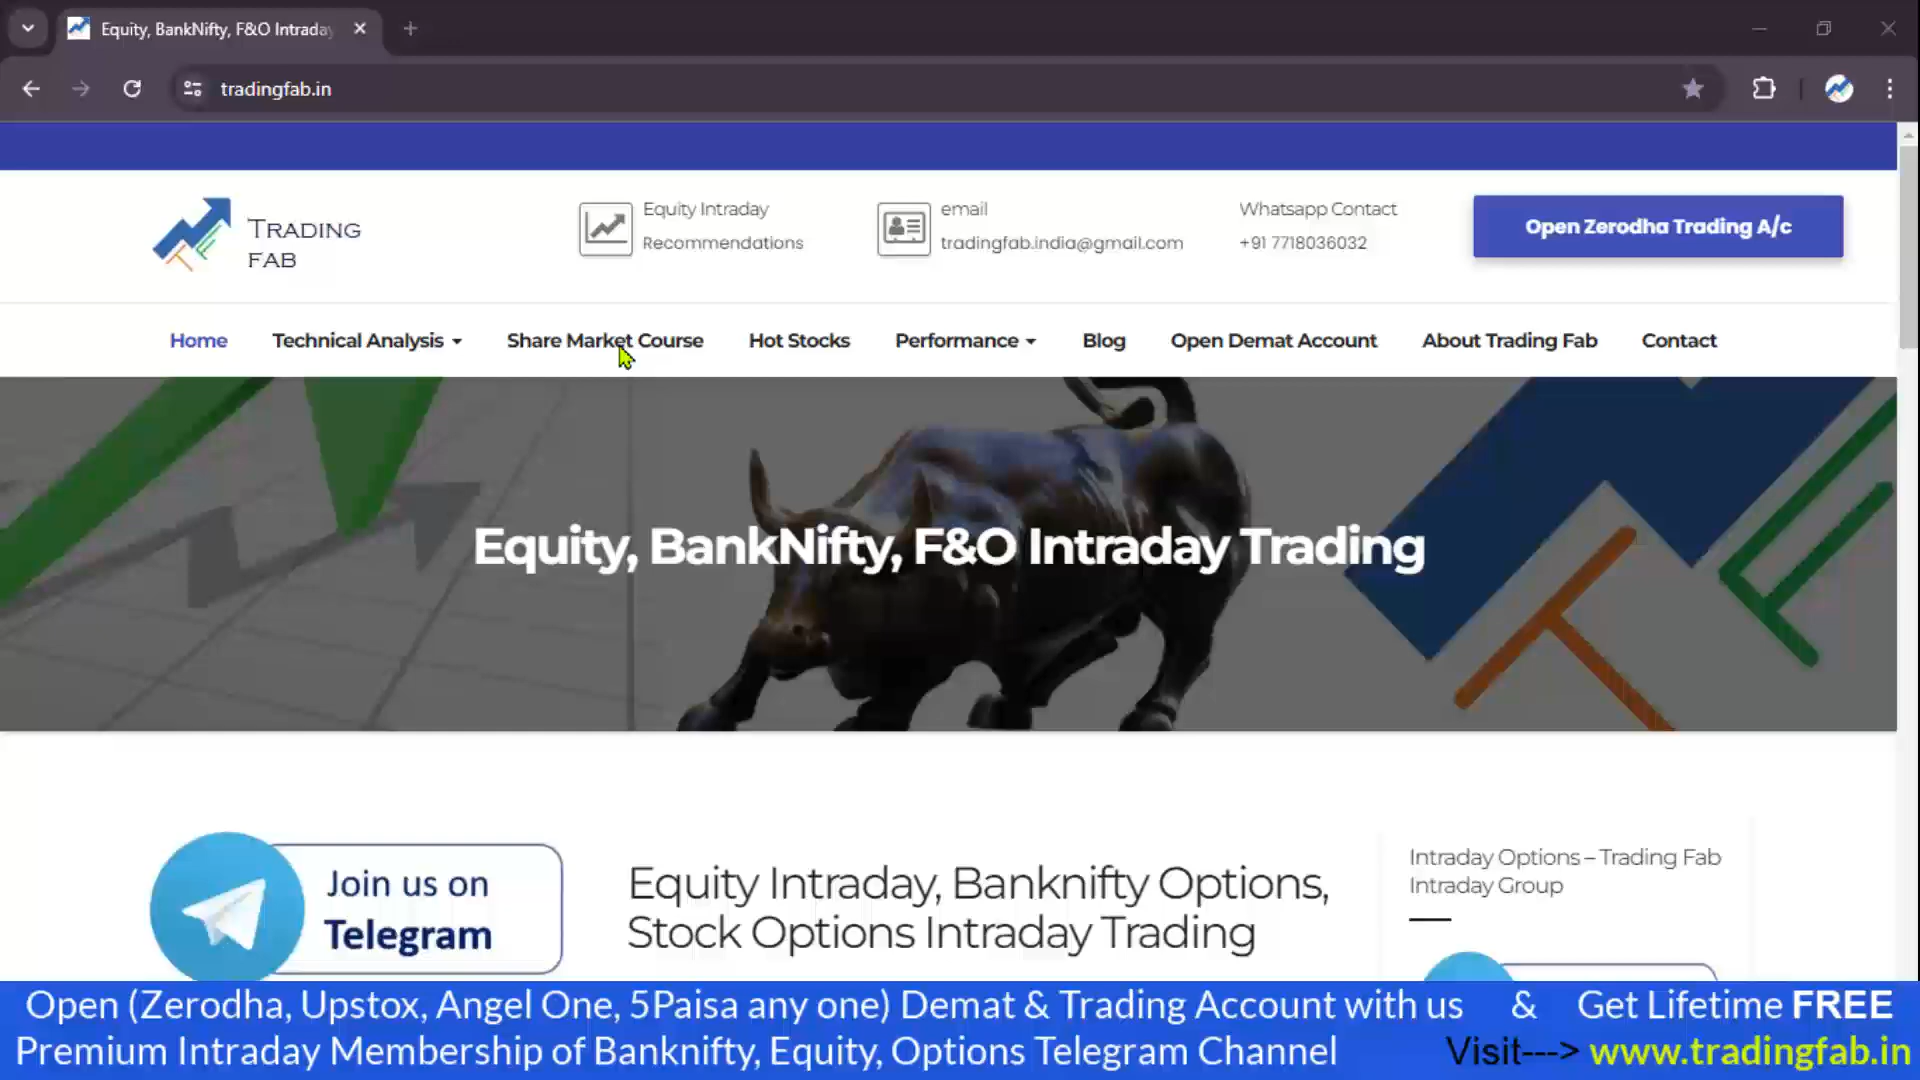 Equity, BankNifty, F&O Intraday
tradingfab.in
TRADING
FAB
Equity Intraday
Recommendations
email
tradingfab.india@gmail.com
Whatsapp Contact
+91 7718036032
Open Zerodha Trading A/c
Home
Technical Analysis
Share Market Course
Hot Stocks
Performance
Blog
Open Demat Account
About Trading Fab
Contact
Equity, BankNifty, F&O Intraday Trading
Join us on
Telegram
Equity Intraday, Banknifty Options,
Stock Options Intraday Trading
Intraday Options – Trading Fab
Intraday Group
Open (Zerodha, Upstox, Angel One, 5Paisa any one) Demat & Trading Account with us & Get Lifetime FREE
Premium Intraday Membership of Banknifty, Equity, Options Telegram Channel Visit---> www.tradingfab.in